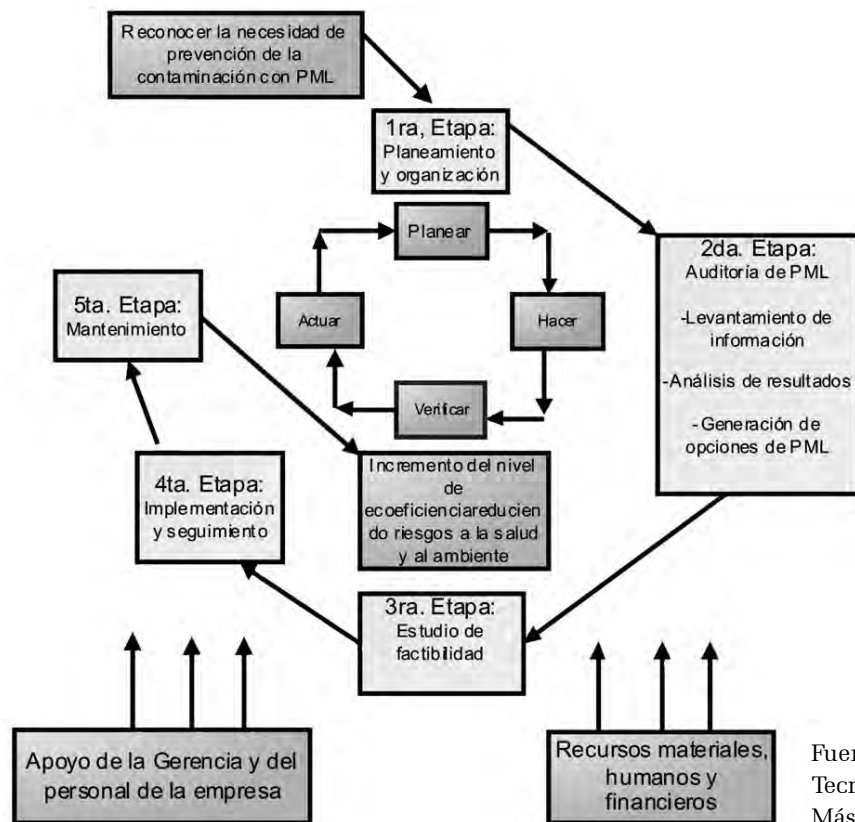 Reconocer la necesidad de
prevención de la
contaminación con PML
1ra, Etapa:
Planeamiento
y organización
Planear
Hacer
Verificar
Actuar
2da. Etapa:
Auditoría de PML
-Levantamiento de
información
-Análisis de resultados
-Generación de
opciones de PML
3ra. Etapa:
Estudio de
factibilidad
4ta. Etapa:
Implementación
y seguimiento
5ta. Etapa:
Mantenimiento
Incremento del nivel
de
ecoeficienciareducien
do riesgos a la salud
y al ambiente
Apoyo de la Gerencia y del
personal de la empresa
Recursos materiales,
humanos y
financieros
Más